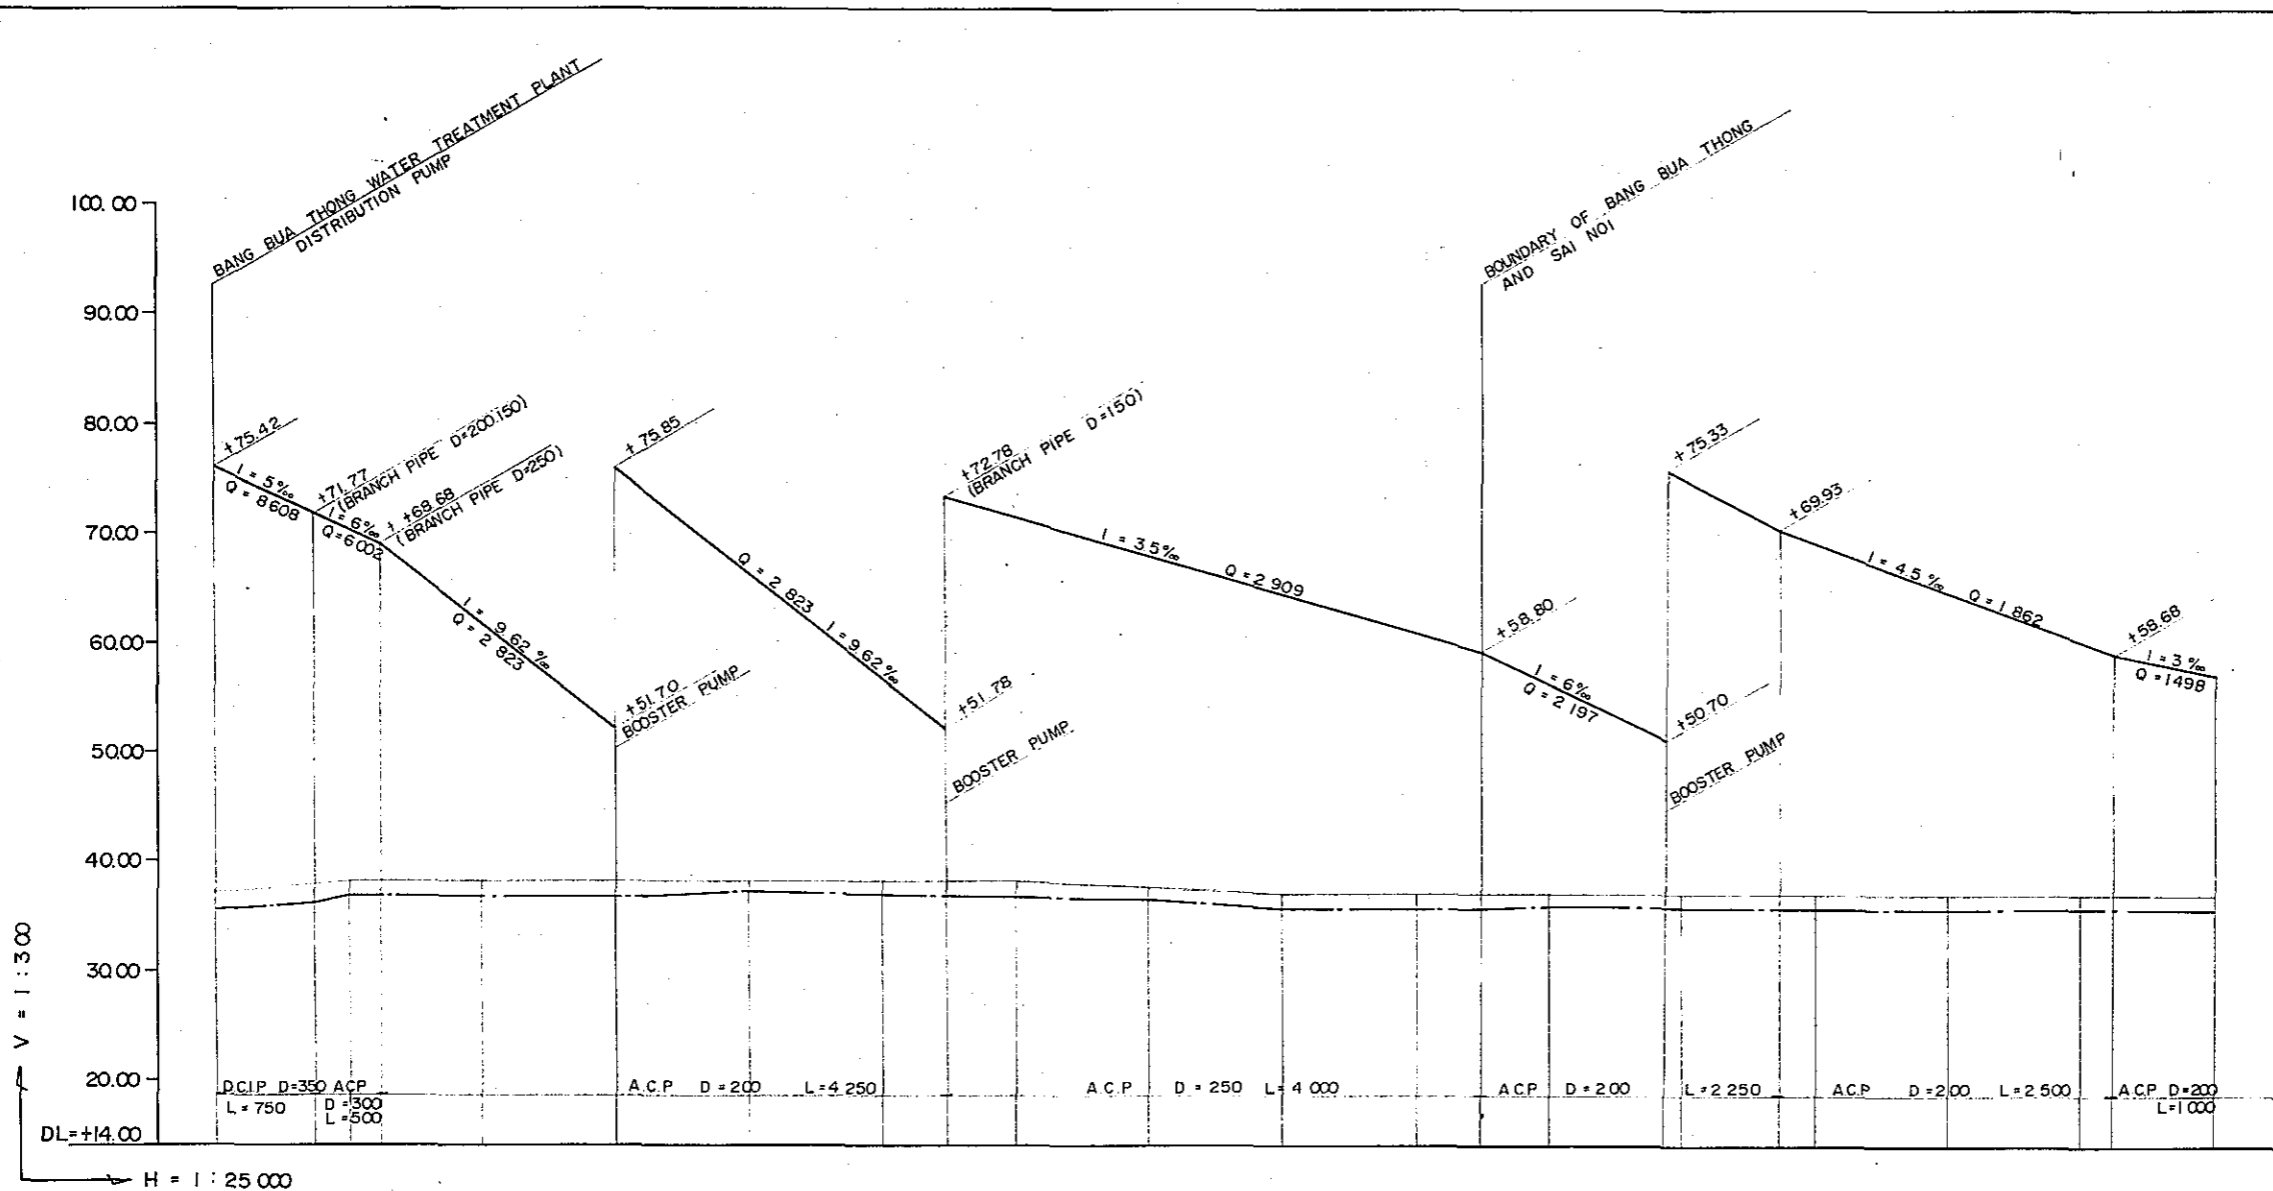 BANG BUA THONG WATER TREATMENT PLANT
DISTRIBUTION PUMP
BOUNDARY OF BANG BUA THONG
AND SAI NOI
100.00
90.00
80.00
70.00
60.00
50.00
40.00
30.00
20.00
DL=+14.00
V = 1 : 300
H = 1 : 25 000
+75.42
I = 5‰
Q = 8608
+71.77
(BRANCH PIPE D=200.150)
I = 6‰
Q=6002
+68.68
(BRANCH PIPE D=250)
I = 9.62 ‰
Q = 2 823
+51.70
BOOSTER PUMP
+ 75.85
Q = 2 823
I = 9.62‰
+51.78
BOOSTER PUMP
+72.78
(BRANCH PIPE D=150)
I = 3.5‰
Q = 2 909
+58.80
I = 6‰
Q = 2 197
+50.70
BOOSTER PUMP
+75.33
+69.93
I = 4.5 ‰
Q = 1 862
+58.68
I = 3 ‰
Q = 1498
D.C.I.P D=350 ACP
L = 750
D = 300
L = 500
A.C.P D = 200 L=4 250
A.C.P D = 250 L= 4 000
A.C.P D = 200 L=2 250
A.C.P D=200 L=2 500
A.C.P D=200
L=1 000